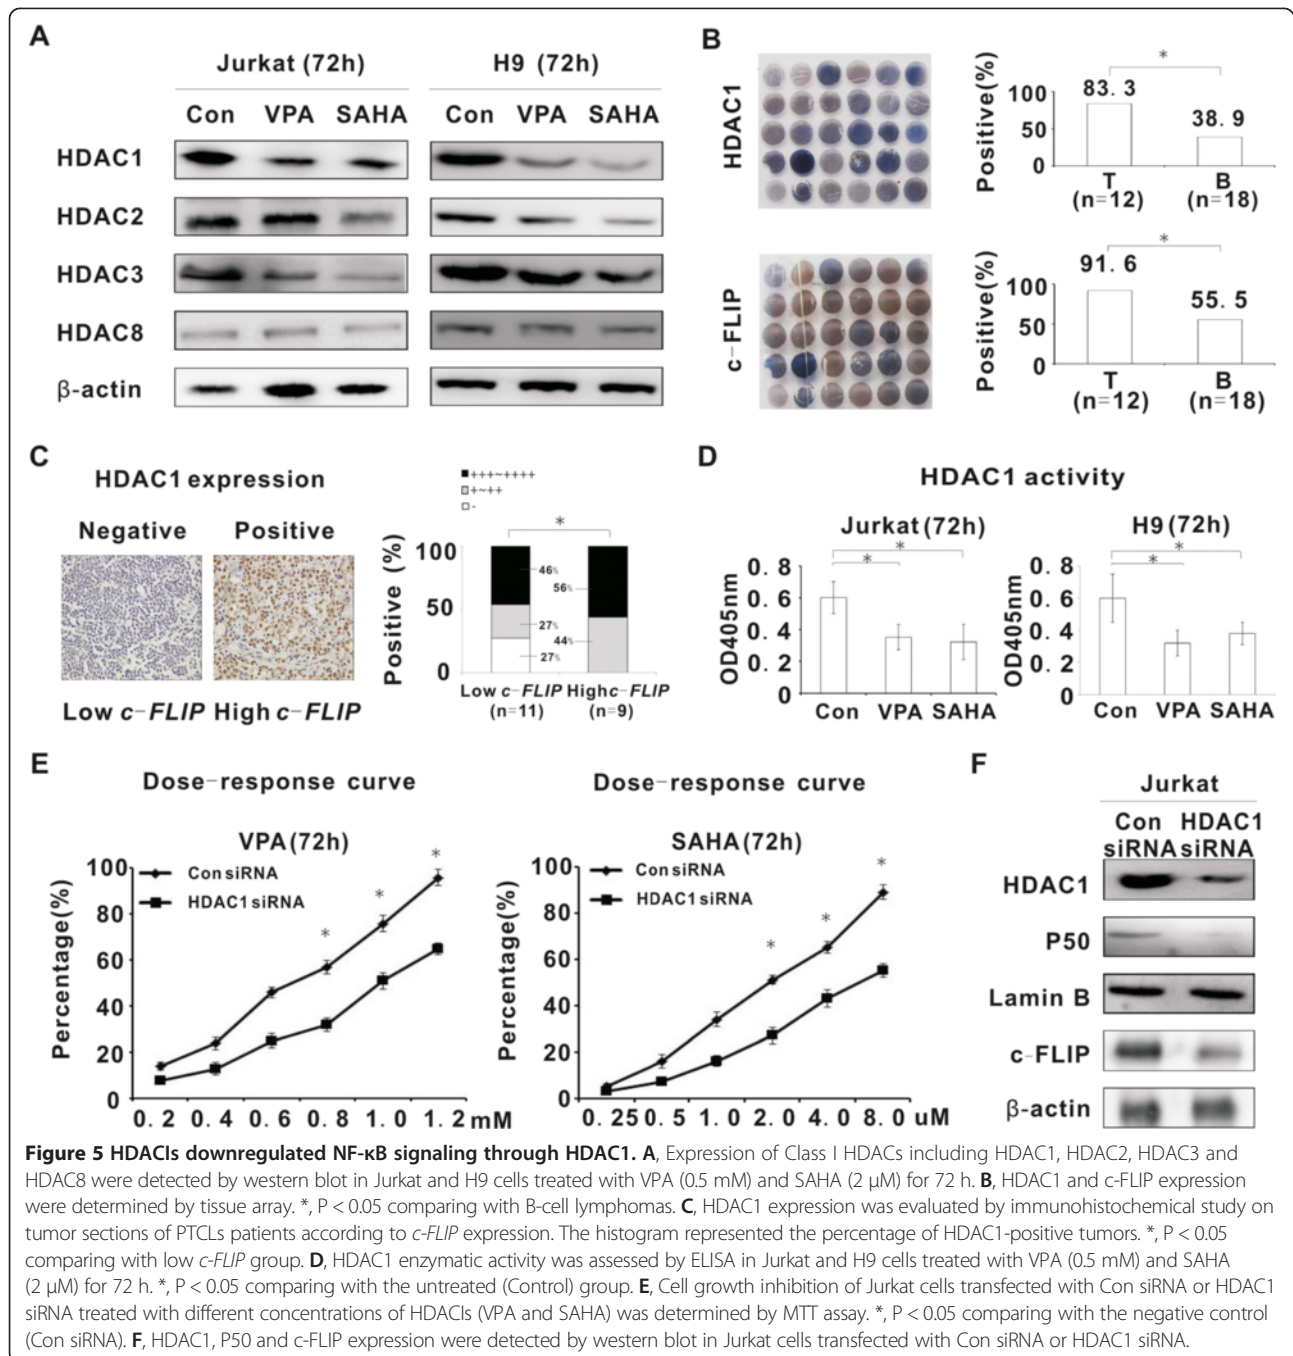 A
Jurkat (72h)
H9 (72h)
Con VPA SAHA
Con VPA SAHA
HDAC1
HDAC2
HDAC3
HDAC8
β-actin
B
HDAC1
Positive(%)
100
50
0
83.3
38.9
*
T
(n=12)
B
(n=18)
c-FLIP
Positive(%)
100
50
0
91.6
55.5
*
T
(n=12)
B
(n=18)
C
HDAC1 expression
Negative Positive
Low c-FLIP High c-FLIP
+++~++++
+~++
-
*
Positive (%)
100
50
0
46%
27%
27%
56%
44%
Low c-FLIP
(n=11)
High c-FLIP
(n=9)
D
HDAC1 activity
Jurkat (72h)
*
*
OD405nm
0.8
0.6
0.4
0.2
0
Con VPA SAHA
H9 (72h)
*
*
OD405nm
0.8
0.6
0.4
0.2
0
Con VPA SAHA
E
Dose-response curve
VPA (72h)
Con siRNA
HDAC1 siRNA
Percentage(%)
100
80
60
40
20
0
* * *
0.2 0.4 0.6 0.8 1.0 1.2 mM
Dose-response curve
SAHA (72h)
Con siRNA
HDAC1 siRNA
Percentage(%)
100
80
60
40
20
0
* * *
0.25 0.5 1.0 2.0 4.0 8.0 uM
F
Jurkat
Con HDAC1
siRNA siRNA
HDAC1
P50
Lamin B
c-FLIP
β-actin
Figure 5 HDACIs downregulated NF-κB signaling through HDAC1. A, Expression of Class I HDACs including HDAC1, HDAC2, HDAC3 and
HDAC8 were detected by western blot in Jurkat and H9 cells treated with VPA (0.5 mM) and SAHA (2 μM) for 72 h. B, HDAC1 and c-FLIP expression
were determined by tissue array. *, P < 0.05 comparing with B-cell lymphomas. C, HDAC1 expression was evaluated by immunohistochemical study on
tumor sections of PTCLs patients according to c-FLIP expression. The histogram represented the percentage of HDAC1-positive tumors. *, P < 0.05
comparing with low c-FLIP group. D, HDAC1 enzymatic activity was assessed by ELISA in Jurkat and H9 cells treated with VPA (0.5 mM) and SAHA
(2 μM) for 72 h. *, P < 0.05 comparing with the untreated (Control) group. E, Cell growth inhibition of Jurkat cells transfected with Con siRNA or HDAC1
siRNA treated with different concentrations of HDACIs (VPA and SAHA) was determined by MTT assay. *, P < 0.05 comparing with the negative control
(Con siRNA). F, HDAC1, P50 and c-FLIP expression were detected by western blot in Jurkat cells transfected with Con siRNA or HDAC1 siRNA.